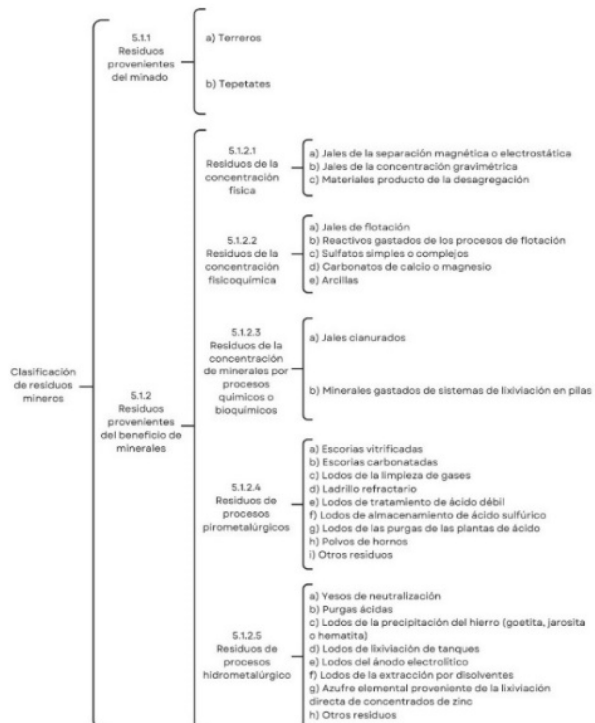 Clasificación
de residuos
mineros
5.1.1
Residuos
provenientes
del minado
a) Terreros
b) Tepetates
5.1.2
Residuos
provenientes
del beneficio de
minerales
5.1.2.1
Residuos de la
concentración
física
a) Jales de la separación magnética o electrostática
b) Jales de la concentración gravimétrica
c) Materiales producto de la desagregación
5.1.2.2
Residuos de la
concentración
fisicoquímica
a) Jales de flotación
b) Reactivos gastados de los procesos de flotación
c) Sulfatos simples o complejos
d) Carbonatos de calcio o magnesio
e) Arcillas
5.1.2.3
Residuos de la
concentración
de minerales por
procesos
químicos o
bioquímicos
a) Jales cianurados
b) Minerales gastados de sistemas de lixiviación en pilas
5.1.2.4
Residuos de
procesos
pirometalúrgicos
a) Escorias vitrificadas
b) Escorias carbonatadas
c) Lodos de la limpieza de gases
d) Ladrillo refractario
e) Lodos de tratamiento de ácido débil
f) Lodos de almacenamiento de ácido sulfúrico
g) Lodos de las purgas de las plantas de ácido
h) Polvos de hornos
i) Otros residuos
5.1.2.5
Residuos de
procesos
hidrometalúrgico
a) Yesos de neutralización
b) Purgas ácidas
c) Lodos de la precipitación del hierro (goetita, jarosita
o hematita)
d) Lodos de lixiviación de tanques
e) Lodos del ánodo electrolítico
f) Lodos de la extracción por disolventes
g) Azufre elemental proveniente de la lixiviación
directa de concentrados de zinc
h) Otros residuos